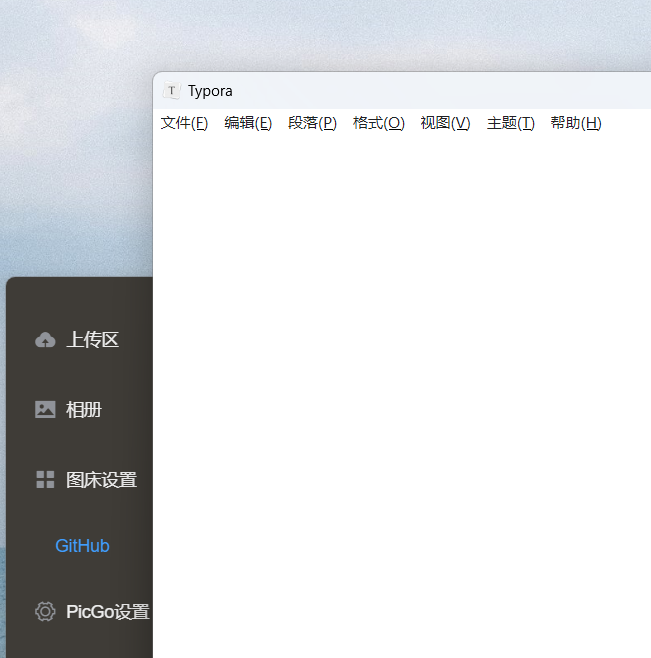 T Typora
文件(F) 编辑(E) 段落(P) 格式(O) 视图(V) 主题(T) 帮助(H)
上传区
相册
图床设置
GitHub
PicGo设置